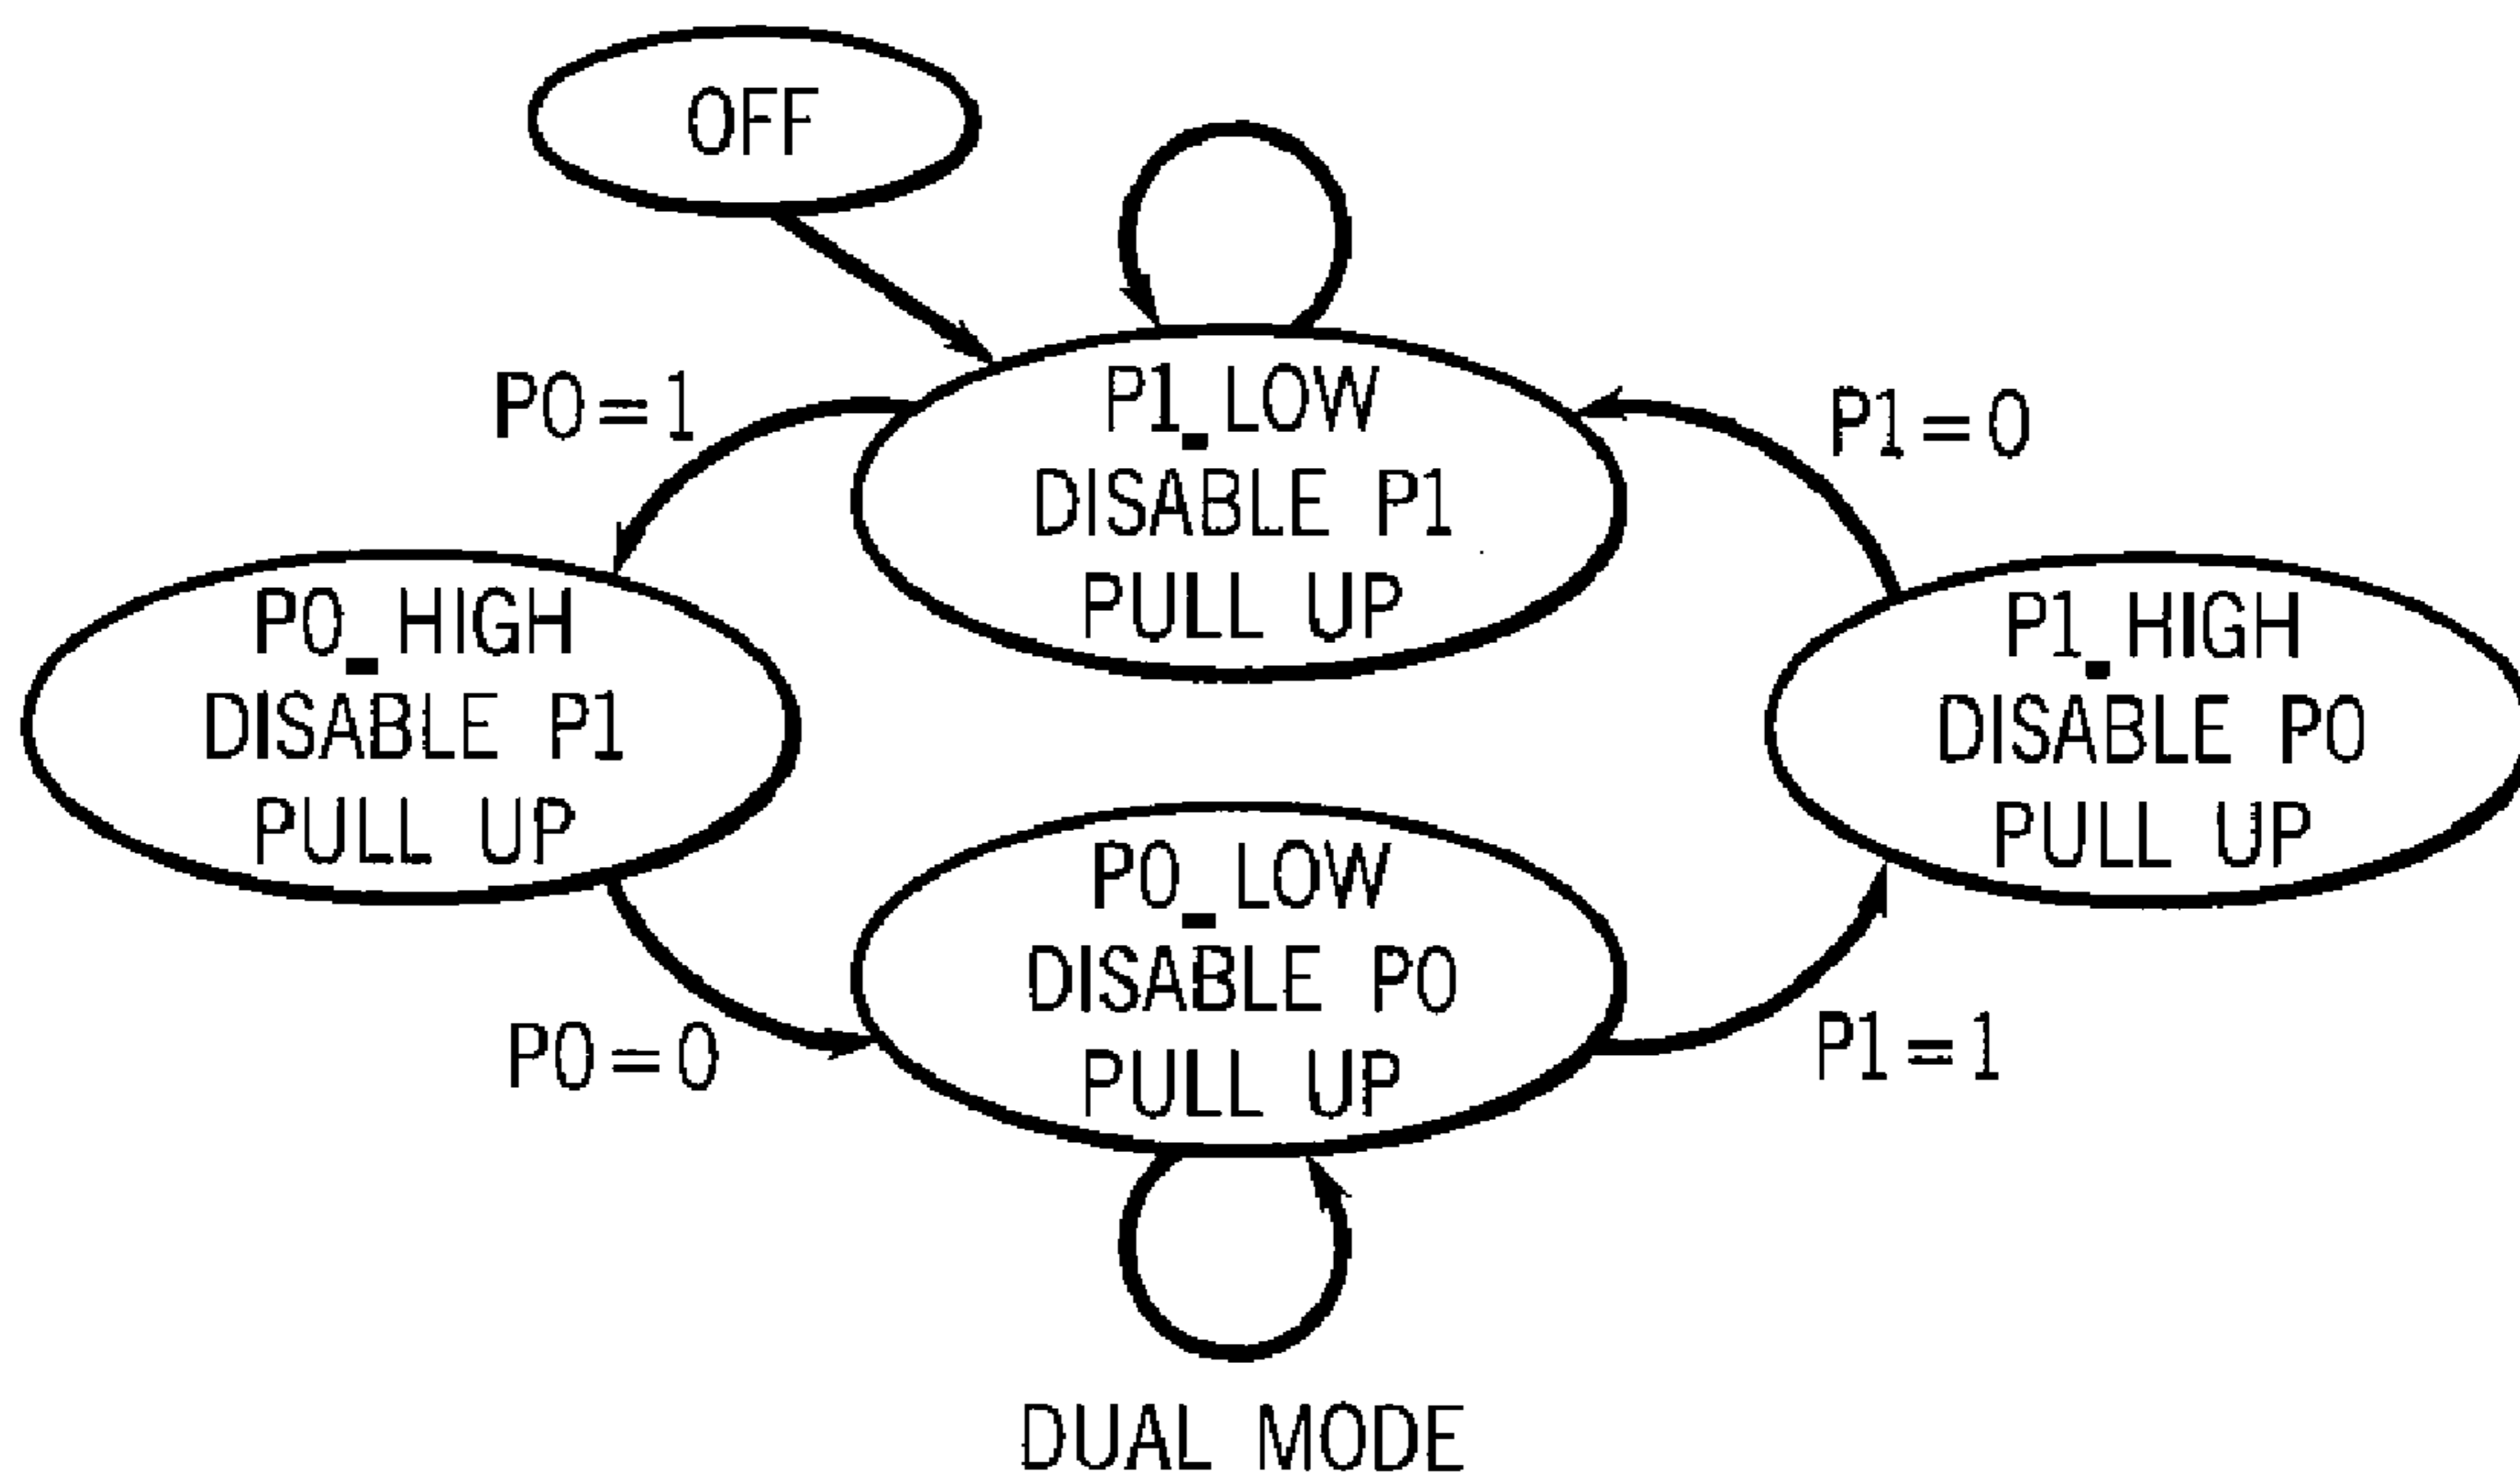 OFF
P0=1
P1_LOW
DISABLE P1
PULL UP
P1=0
P0_HIGH
DISABLE P1
PULL UP
P1_HIGH
DISABLE P0
PULL UP
P0_LOW
DISABLE P0
PULL UP
P0=0
P1=1
DUAL MODE